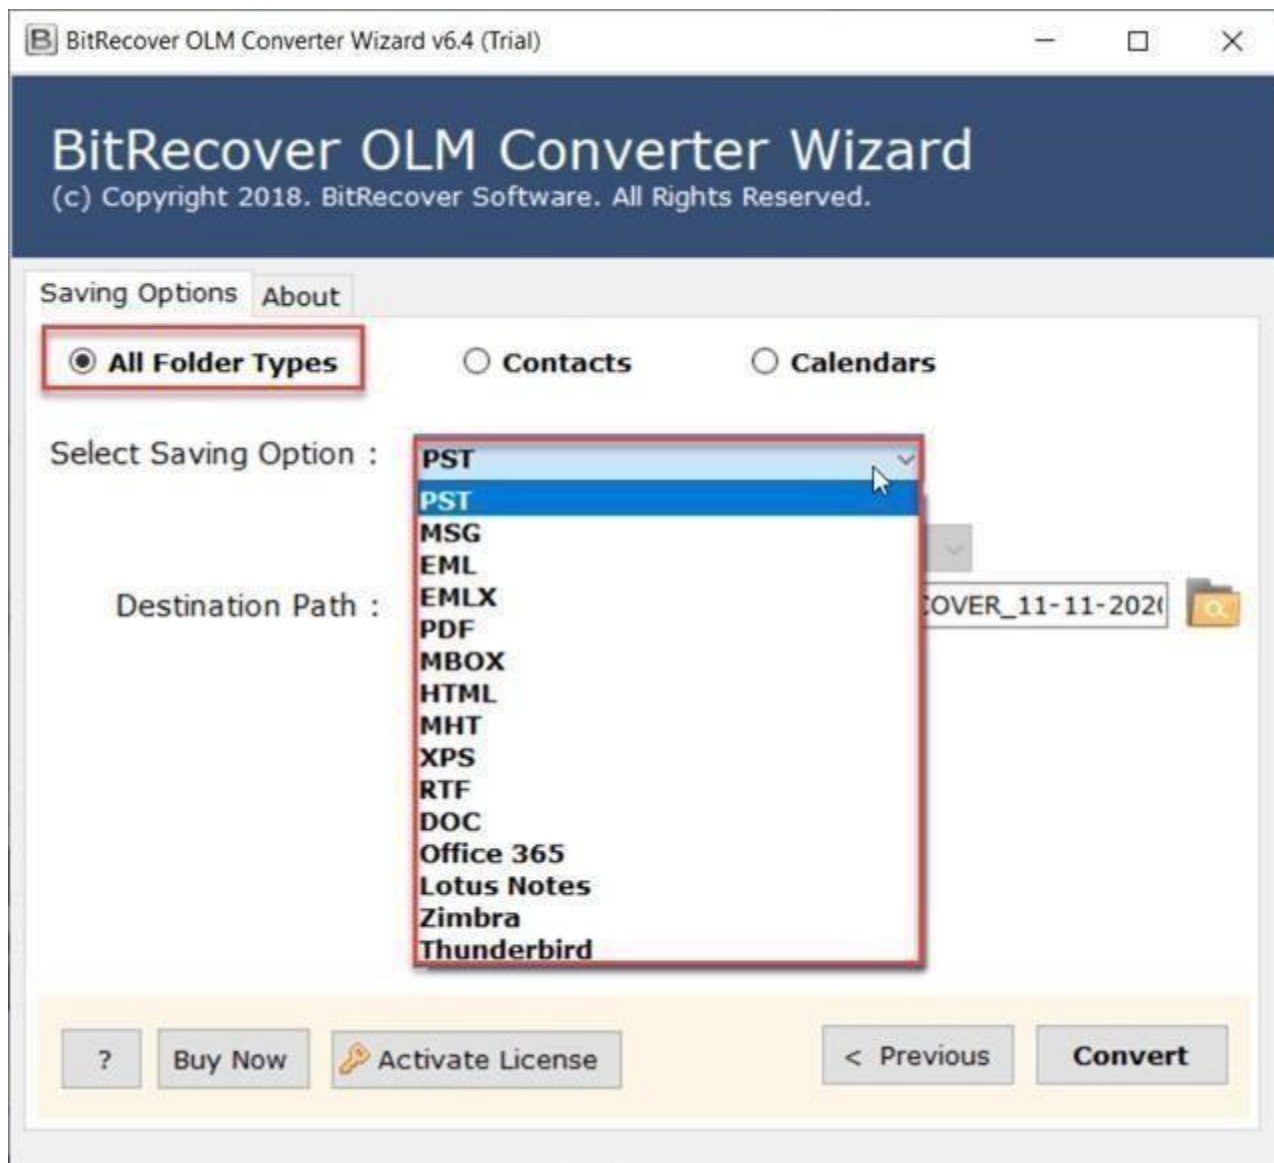 BitRecover OLM Converter Wizard v6.4 (Trial)
BitRecover OLM Converter Wizard
(c) Copyright 2018. BitRecover Software. All Rights Reserved.
Saving Options About
All Folder Types Contacts Calendars
Select Saving Option : PST
PST
MSG
EML
EMLX
Destination Path : COVER_11-11-202
PDF
MBOX
HTML
MHT
XPS
RTF
DOC
Office 365
Lotus Notes
Zimbra
Thunderbird
? Buy Now Activate License < Previous Convert